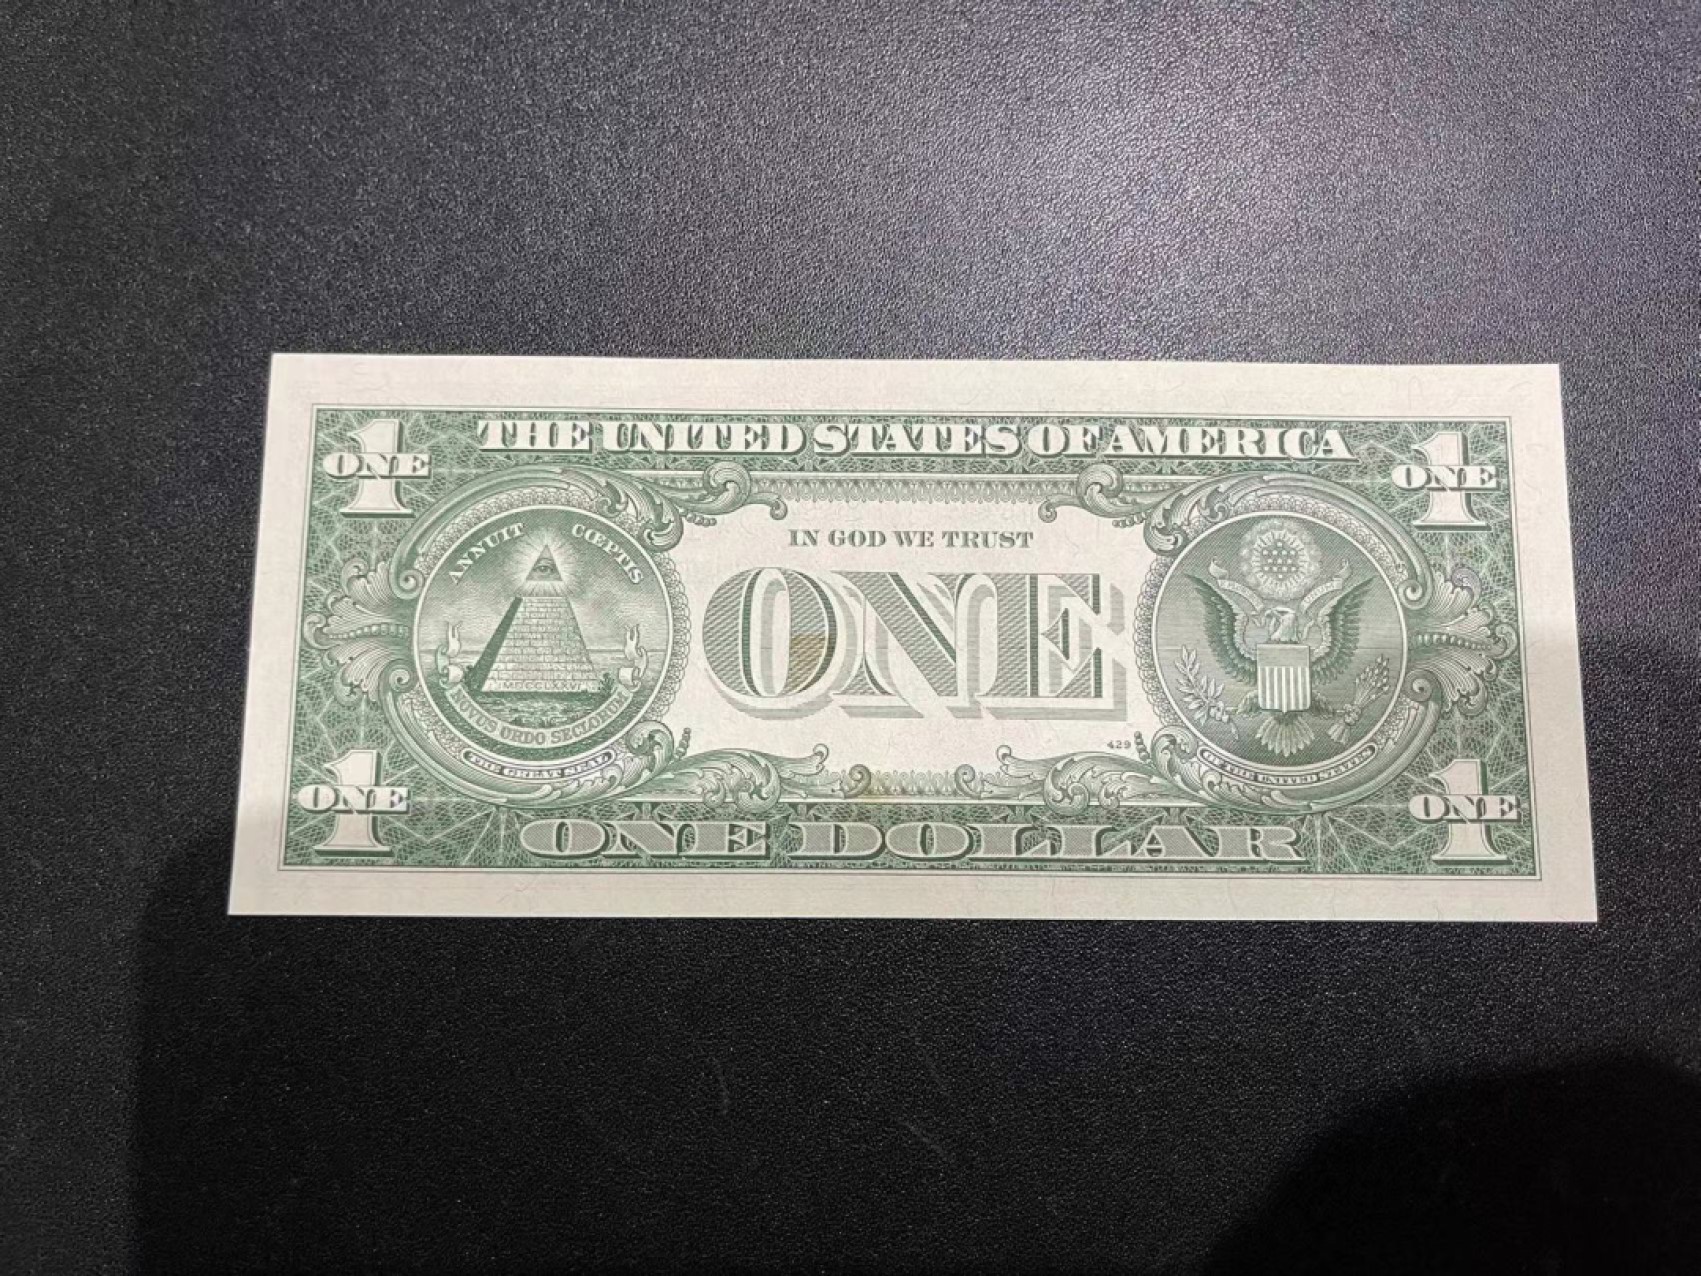 THE UNITED STATES OF AMERICA
1
ONE
1
ONE
ANNUIT CŒPTIS
IN GOD WE TRUST
ONE
MDCCLXXVI
NOVUS ORDO SECLORUM
THE GREAT SEAL
429
OF THE UNITED STATES
1
ONE
1
ONE
ONE DOLLAR